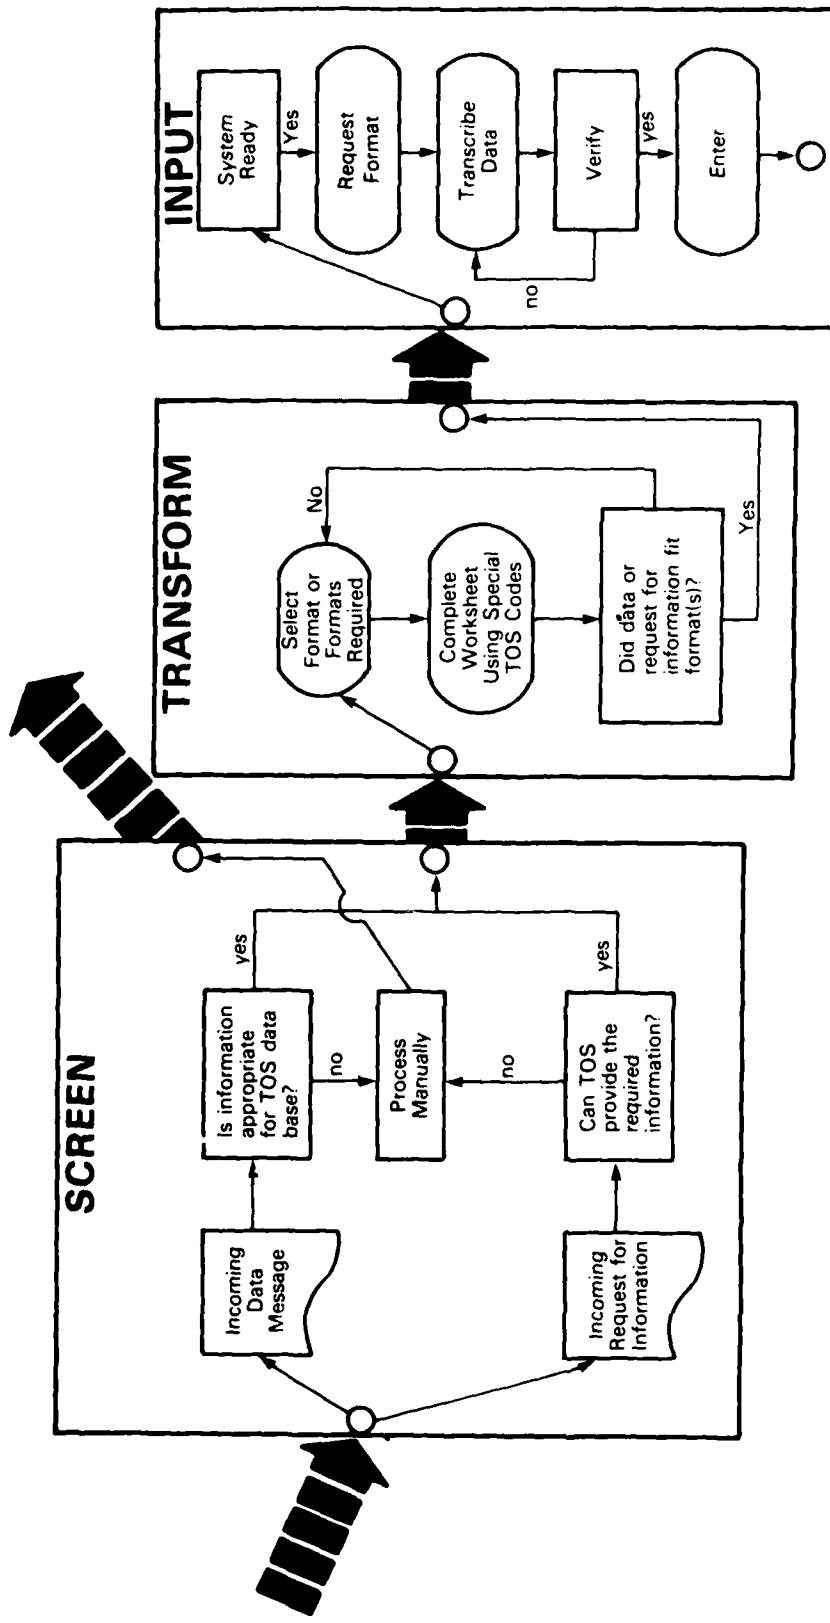 SCREEN
Incoming
Data
Message
Is information
appropriate
for TOS data
base?
yes
no
Process
Manually
no
Incoming
Request for
Information
Can TOS
provide the
required
information?
yes
TRANSFORM
Select
Format or
Formats
Required
No
Complete
Worksheet
Using Special
TOS Codes
Did data or
request for
information fit
format(s)?
Yes
INPUT
System
Ready
Yes
Request
Format
Transcribe
Data
no
Verify
yes
Enter